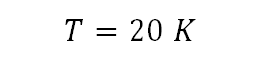 T = 20 K